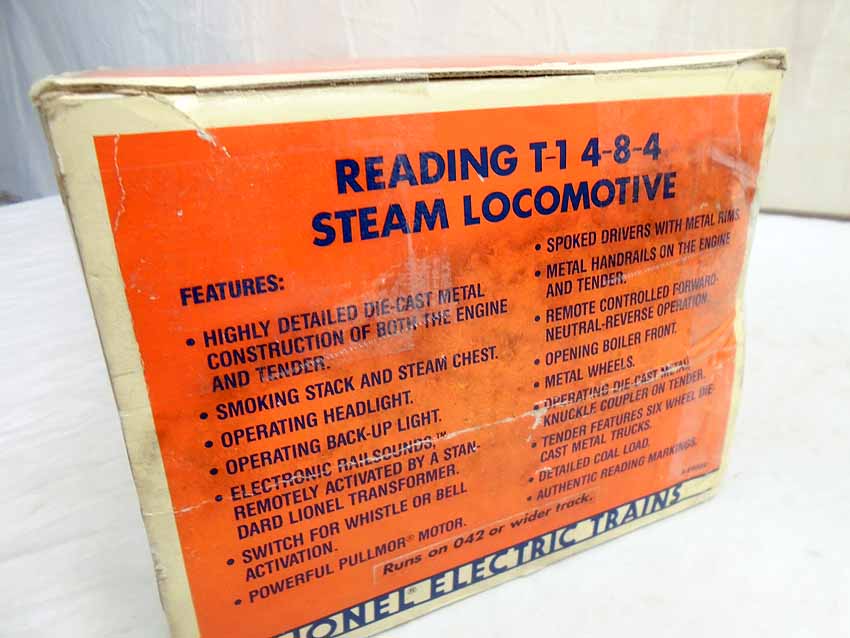 READING T-1 4-8-4
STEAM LOCOMOTIVE
FEATURES:
• HIGHLY DETAILED DIE-CAST METAL
CONSTRUCTION OF BOTH THE ENGINE
AND TENDER.
• SMOKING STACK AND STEAM CHEST.
• OPERATING HEADLIGHT.
• OPERATING BACK-UP LIGHT.
• ELECTRONIC RAILSOUNDS,™
REMOTELY ACTIVATED BY A STAN-
DARD LIONEL TRANSFORMER.
• SWITCH FOR WHISTLE OR BELL
ACTIVATION.
• POWERFUL PULLMOR® MOTOR.
• SPOKED DRIVERS WITH METAL RIMS.
• METAL HANDRAILS ON THE ENGINE
AND TENDER.
• REMOTE CONTROLLED FORWARD-
NEUTRAL-REVERSE OPERATION.
• OPENING BOILER FRONT.
• METAL WHEELS.
• OPERATING DIE-CAST METAL
KNUCKLE COUPLER ON TENDER.
• TENDER FEATURES SIX WHEEL DIE-
CAST METAL TRUCKS.
• DETAILED COAL LOAD.
• AUTHENTIC READING MARKINGS.
Runs on 042 or wider track.
IONEL® ELECTRIC TRAINS